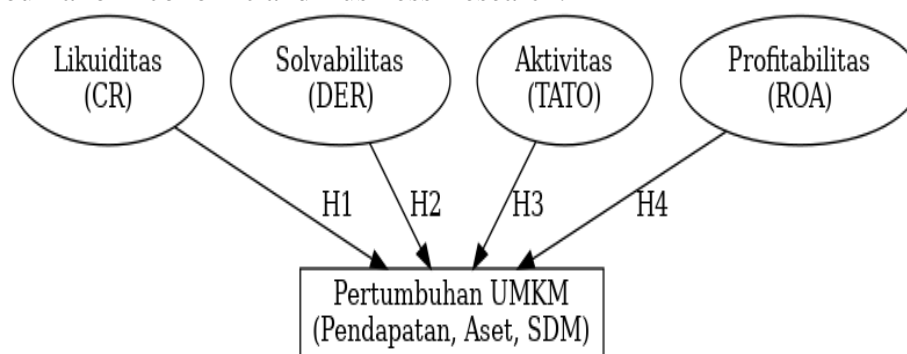 Likuiditas
(CR)
Solvabilitas
(DER)
Aktivitas
(TATO)
Profitabilitas
(ROA)
H1
H2
H3
H4
Pertumbuhan UMKM
(Pendapatan, Aset, SDM)